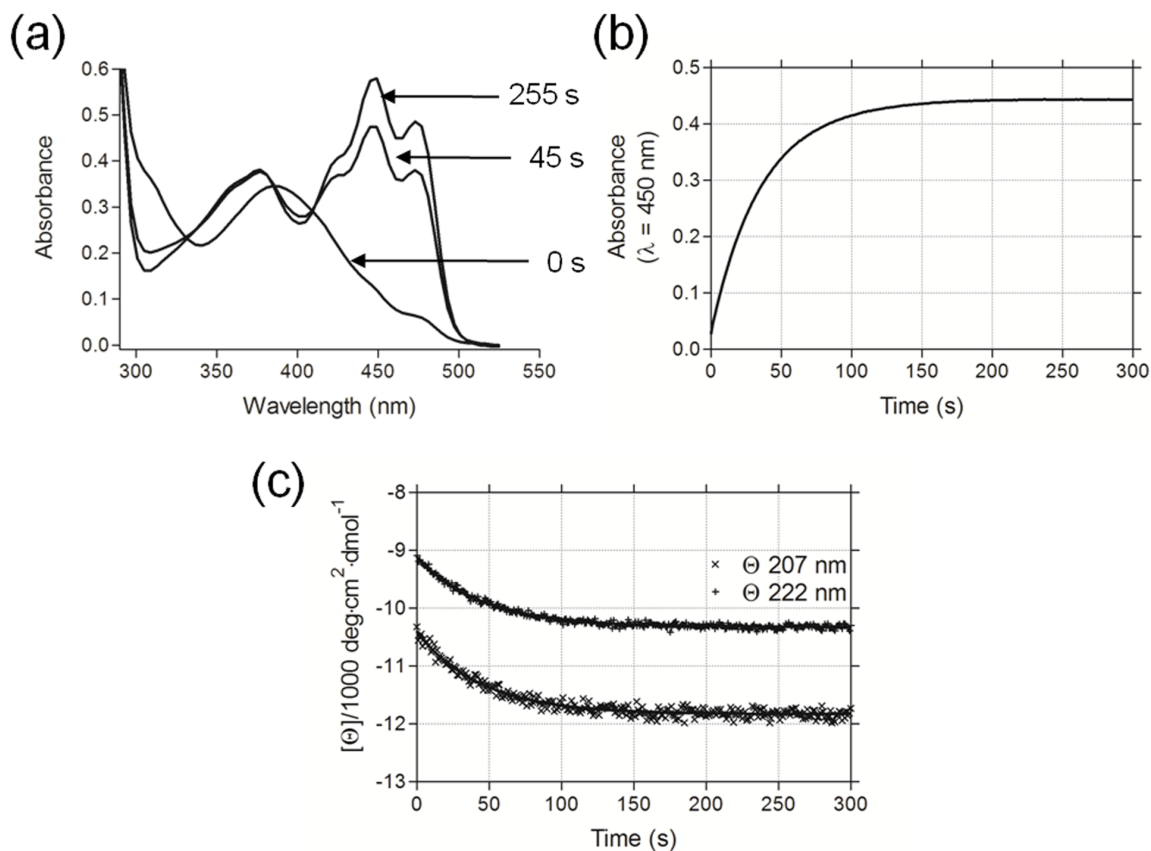 (a)
0.6
0.5
0.4
0.3
0.2
0.1
0.0
Absorbance
255 s
45 s
0 s
300 350 400 450 500 550
Wavelength (nm)
(b)
0.5
0.4
0.3
0.2
0.1
0.0
Absorbance
(λ = 450 nm)
0 50 100 150 200 250 300
Time (s)
(c)
-8
-9
-10
-11
-12
-13
[Θ]/1000 deg·cm²·dmol⁻¹
× Θ 207 nm
+ Θ 222 nm
0 50 100 150 200 250 300
Time (s)